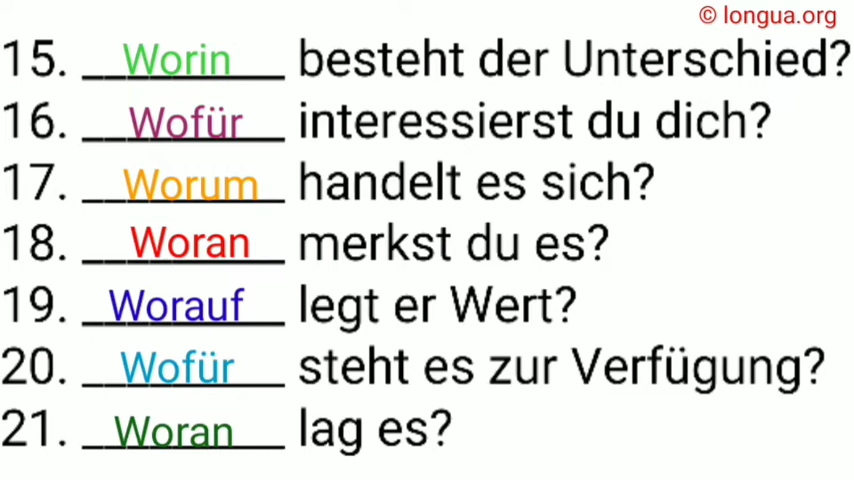 © longua.org
15. Worin besteht der Unterschied?
16. Wofür interessierst du dich?
17. Worum handelt es sich?
18. Woran merkst du es?
19. Worauf legt er Wert?
20. Wofür steht es zur Verfügung?
21. Woran lag es?